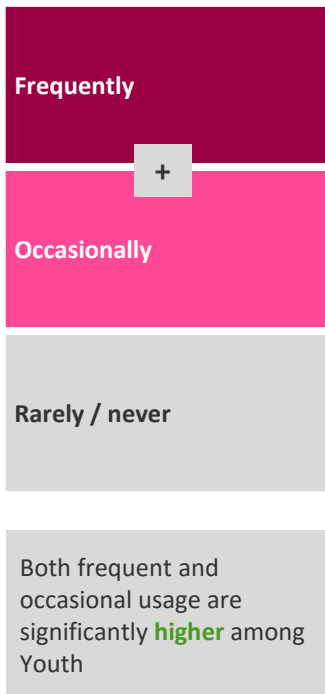 Frequently
+
Occasionally
Rarely / never
Both frequent and
occasional usage are
significantly higher among
Youth